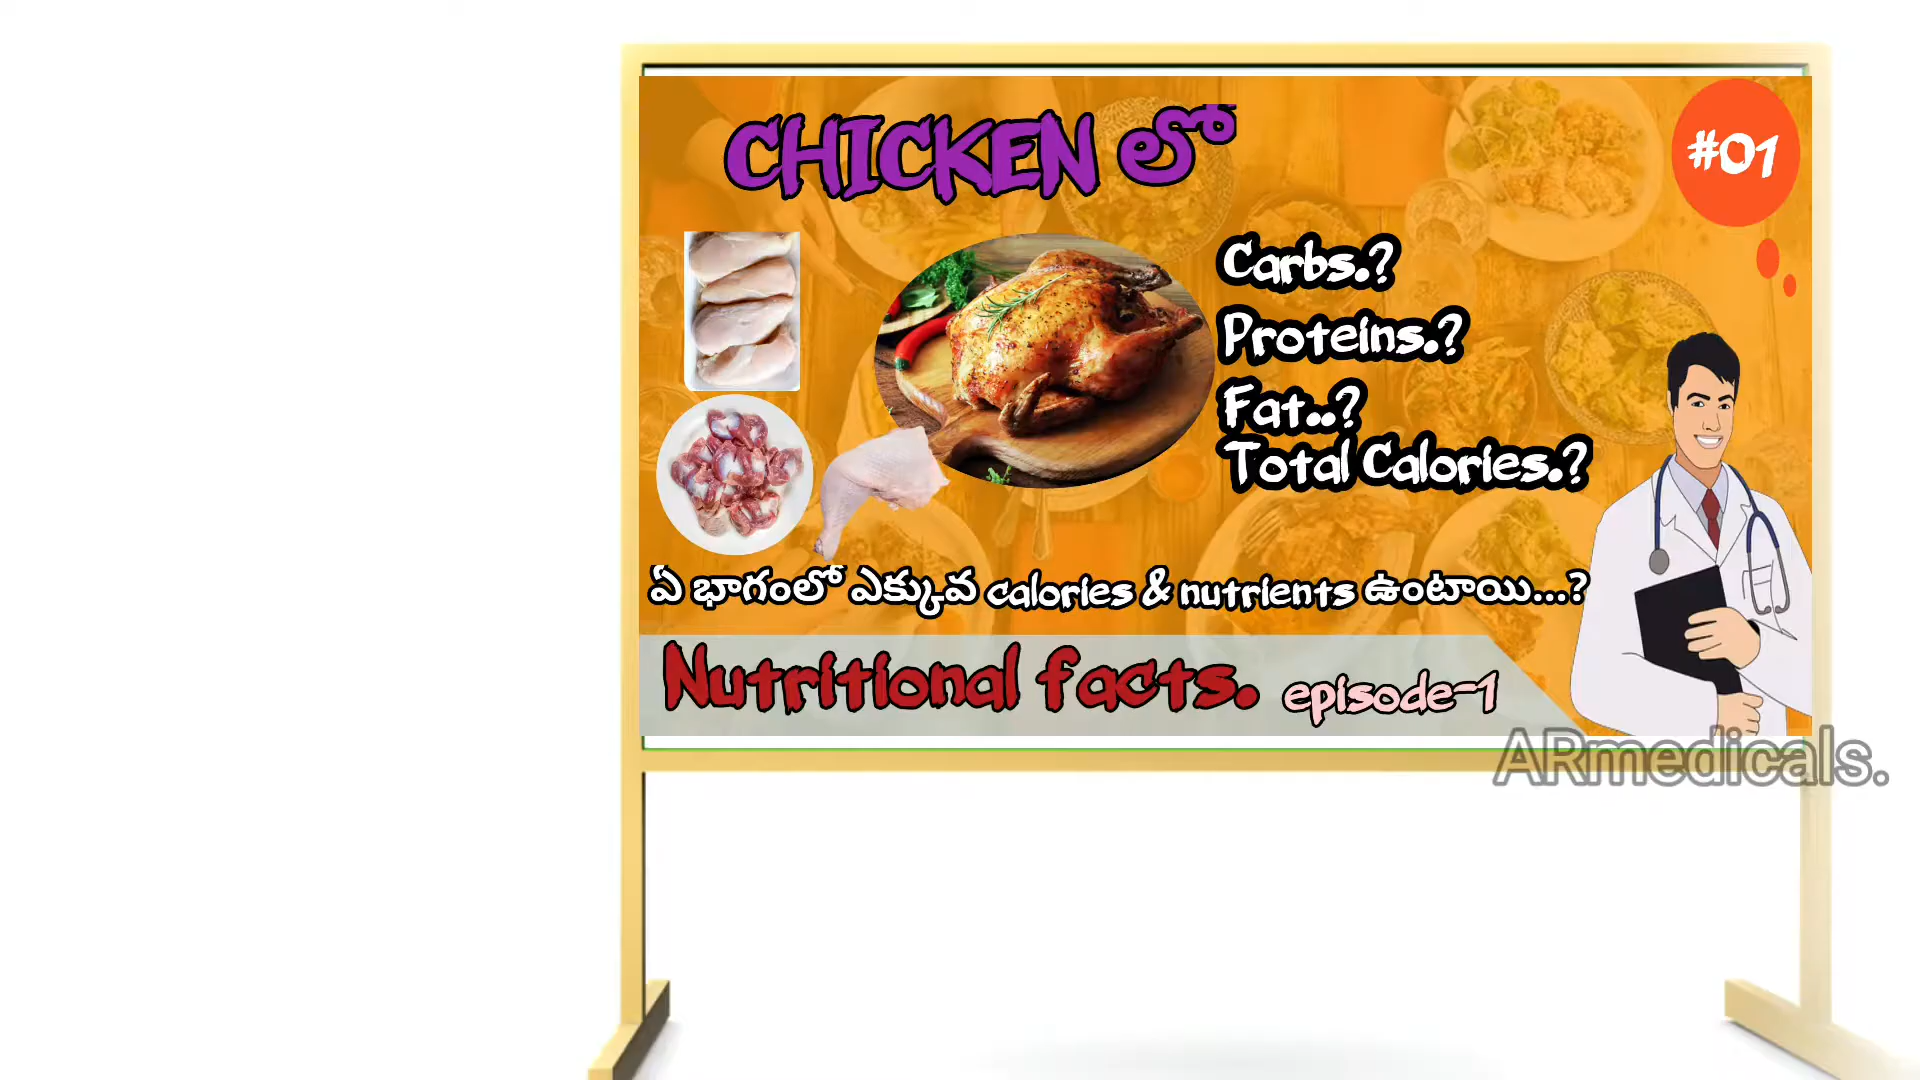 CHICKEN లో
#01
Carbs.?
Proteins.?
Fat..?
Total Calories.?
ఏ భాగంలో ఎక్కువ calories & nutrients ఉంటాయి...?
Nutritional facts. episode-1
ARmedicals.